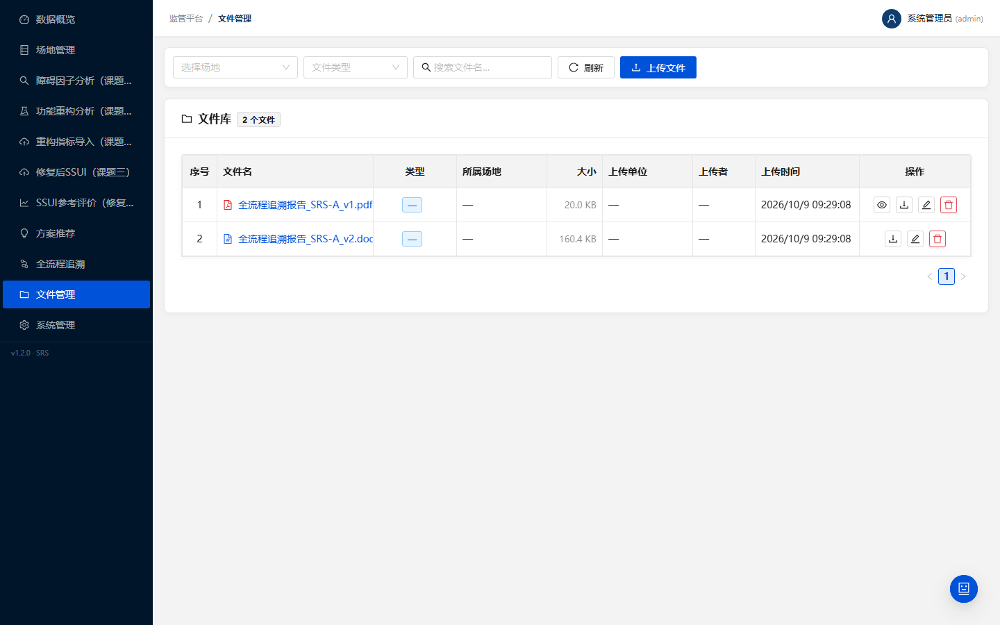 数据概览
场地管理
障碍因子分析（课题...
功能重构分析（课题...
重构指标导入（课题...
修复后SSUI（课题三）
SSUI参考评价（修复...
方案推荐
全流程追溯
文件管理
系统管理
v1.2.0 · SRS
监管平台 / 文件管理
系统管理员 (admin)
选择场地 文件类型 搜索文件名... 刷新 上传文件
文件库 2 个文件
序号 文件名 类型 所属场地 大小 上传单位 上传者 上传时间 操作
1 全流程追溯报告_SRS-A_v1.pdf — — 20.0 KB — — 2026/10/9 09:29:08
2 全流程追溯报告_SRS-A_v2.doc — — 160.4 KB — — 2026/10/9 09:29:08
< 1 >